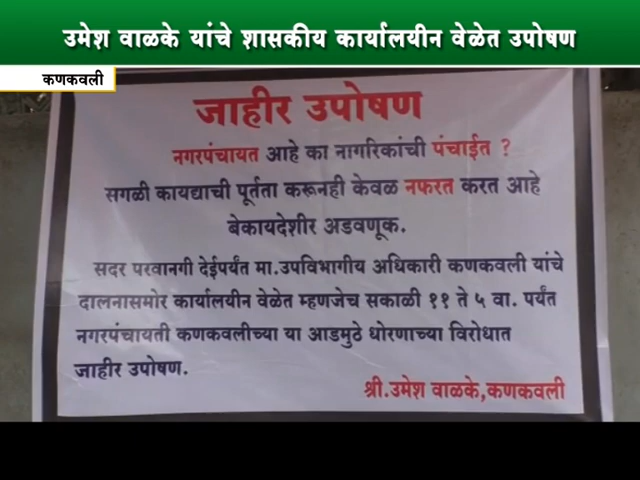 उमेश वाळके यांचे शासकीय कार्यालयीन वेळेत उपोषण
कणकवली
जाहीर उपोषण
नगरपंचायत आहे का नागरिकांची पंचाईत ?
सगळी कायद्याची पूर्तता करूनही केवळ नफरत करत आहे
बेकायदेशीर अडवणूक.
सदर परवानगी देईपर्यंत मा.उपविभागीय अधिकारी कणकवली यांचे
दालनासमोर कार्यालयीन वेळेत म्हणजेच सकाळी ११ ते ५ वा. पर्यंत
नगरपंचायती कणकवलीच्या या आडमुठे धोरणाच्या विरोधात
जाहीर उपोषण.
श्री.उमेश वाळके,कणकवली